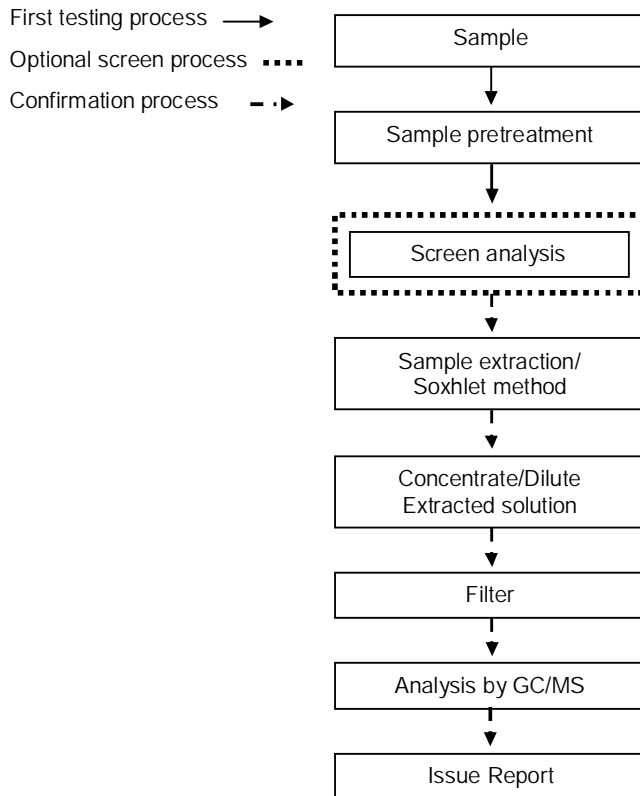 First testing process
Optional screen process
Confirmation process
Sample
Sample pretreatment
Screen analysis
Sample extraction/
Soxhlet method
Concentrate/Dilute
Extracted solution
Filter
Analysis by GC/MS
Issue Report